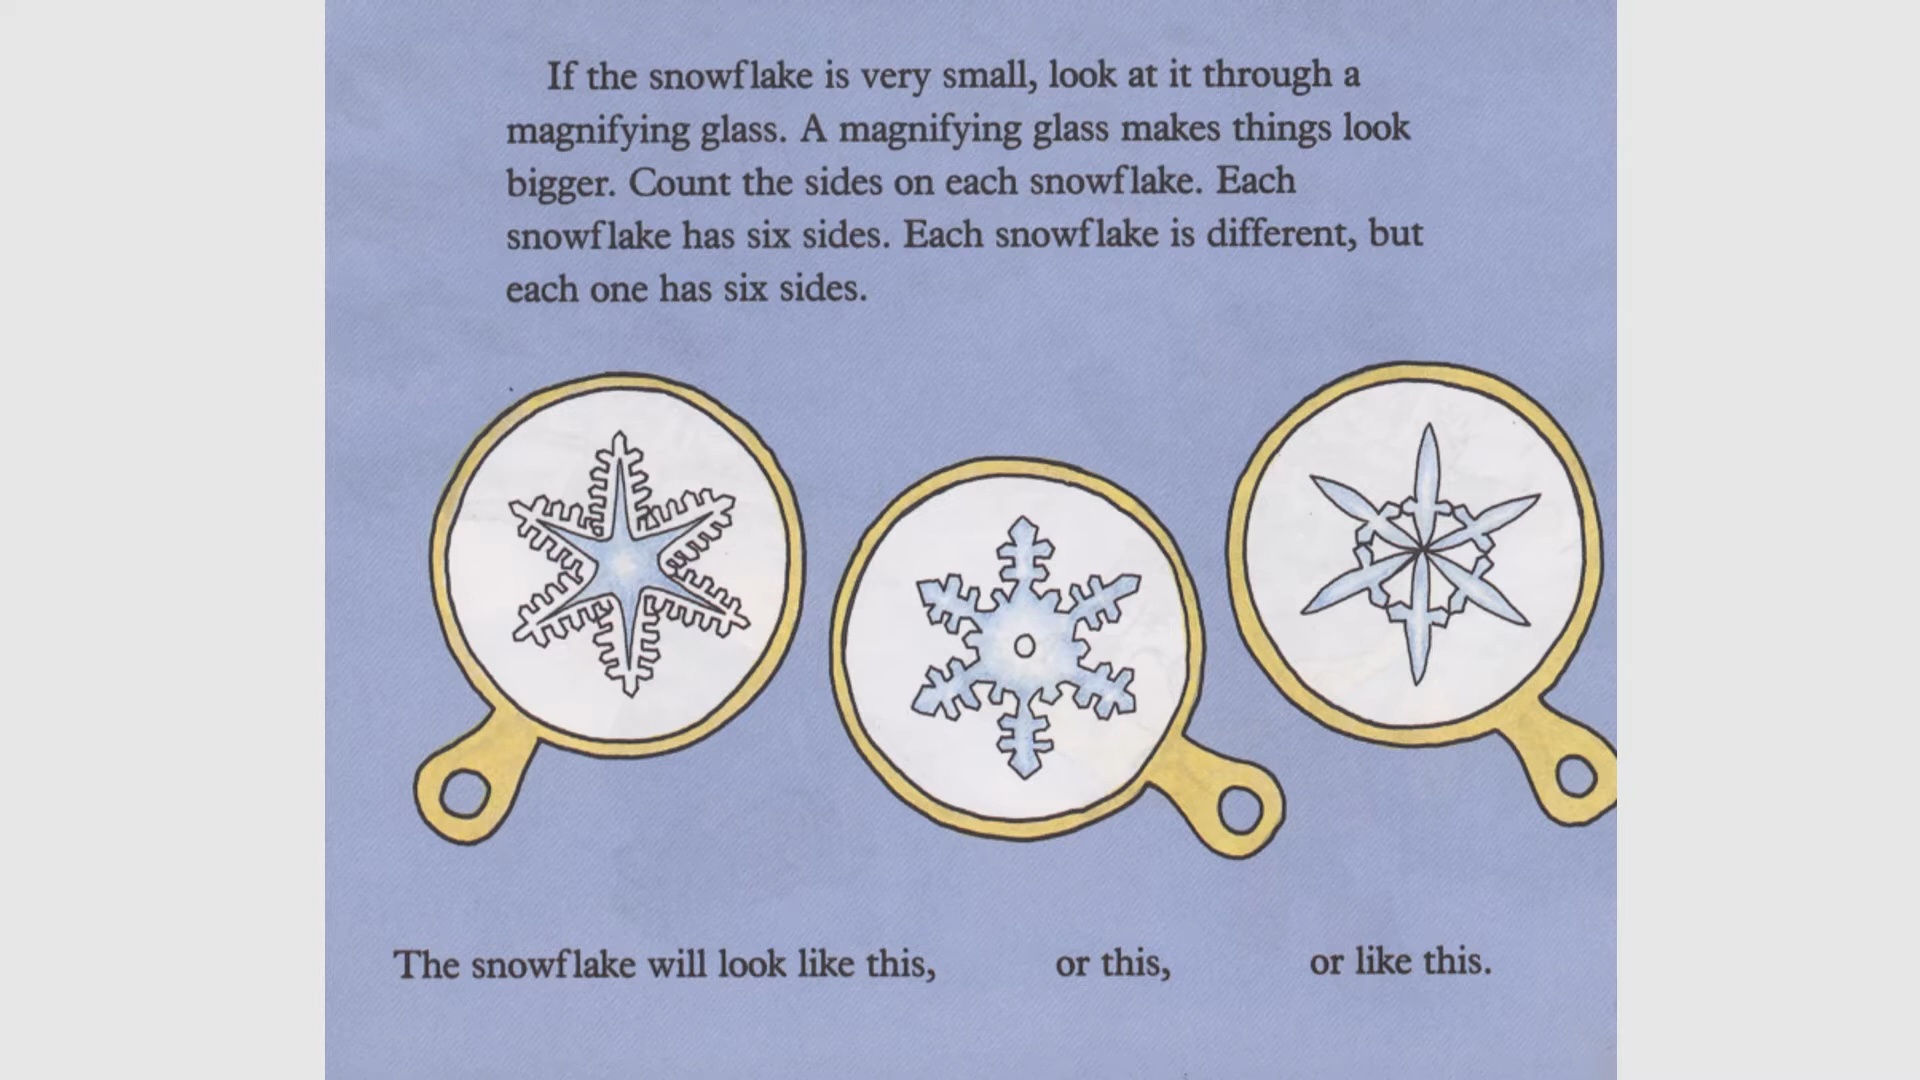 If the snowflake is very small, look at it through a
magnifying glass. A magnifying glass makes things look
bigger. Count the sides on each snowflake. Each
snowflake has six sides. Each snowflake is different, but
each one has six sides.
The snowflake will look like this, or this, or like this.